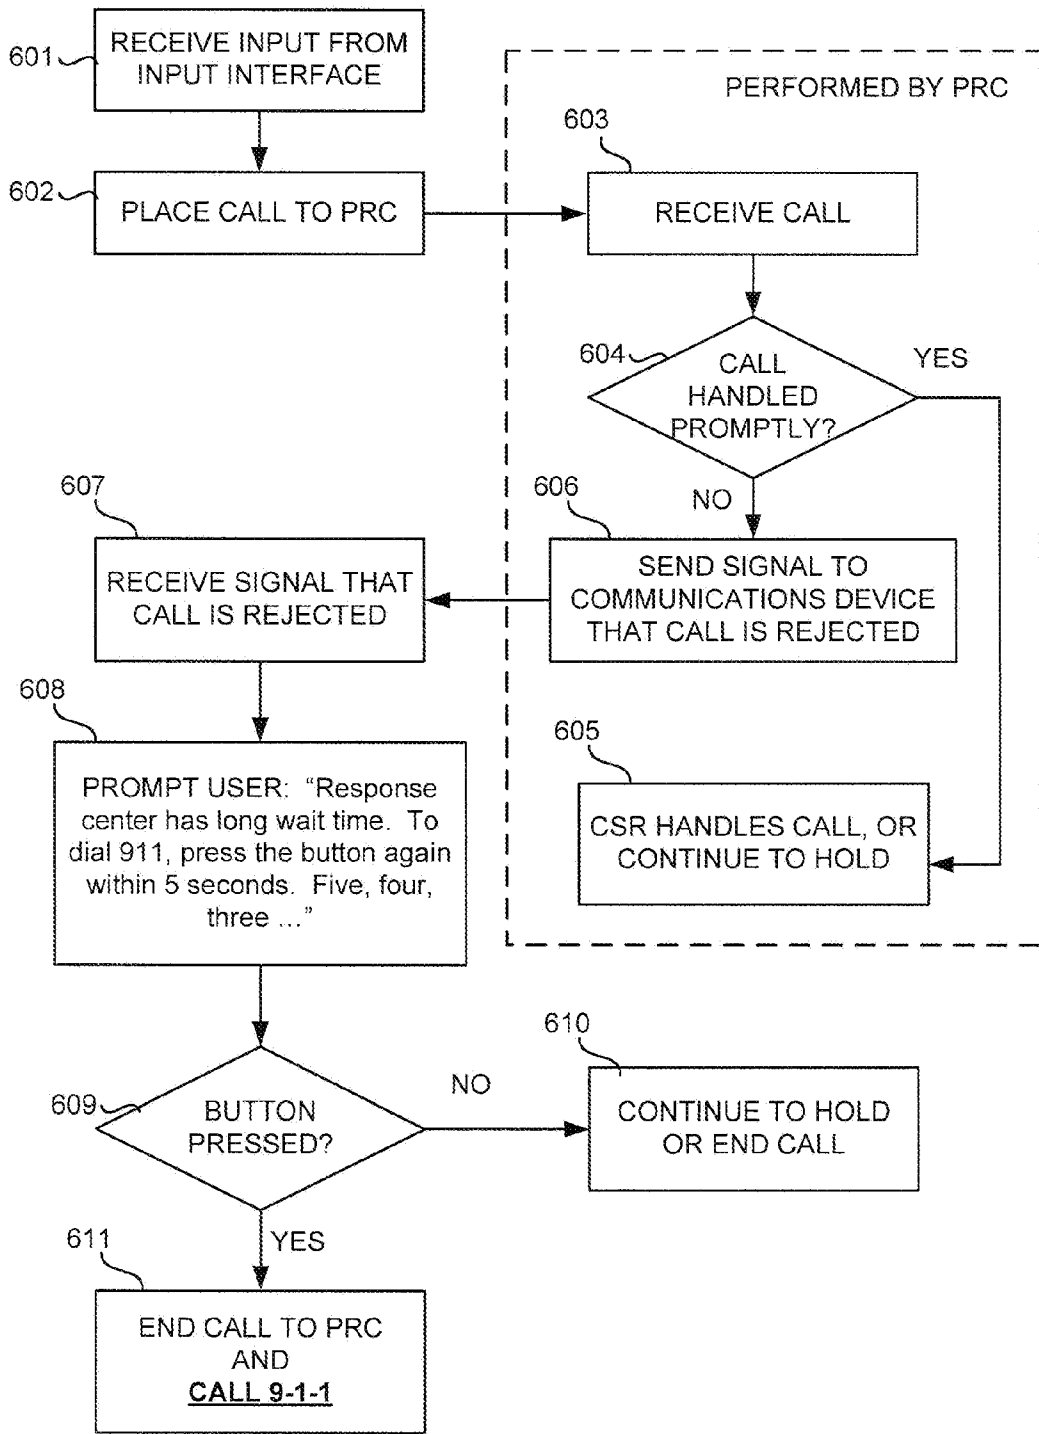 601
RECEIVE INPUT FROM
INPUT INTERFACE
PERFORMED BY PRC
602
PLACE CALL TO PRC
603
RECEIVE CALL
604
CALL
HANDLED
PROMPTLY?
YES
NO
607
RECEIVE SIGNAL THAT
CALL IS REJECTED
606
SEND SIGNAL TO
COMMUNICATIONS DEVICE
THAT CALL IS REJECTED
608
PROMPT USER: “Response
center has long wait time. To
dial 911, press the button again
within 5 seconds. Five, four,
three ...”
605
CSR HANDLES CALL, OR
CONTINUE TO HOLD
609
BUTTON
PRESSED?
NO
610
CONTINUE TO HOLD
OR END CALL
YES
611
END CALL TO PRC
AND
CALL 9-1-1